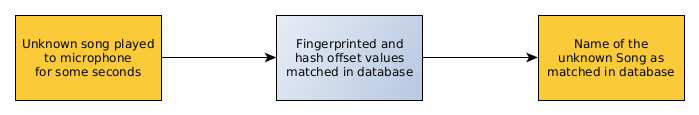 Unknown song played
to microphone
for some seconds
Fingerprinted and
hash offset values
matched in database
Name of the
unknown Song as
matched in database